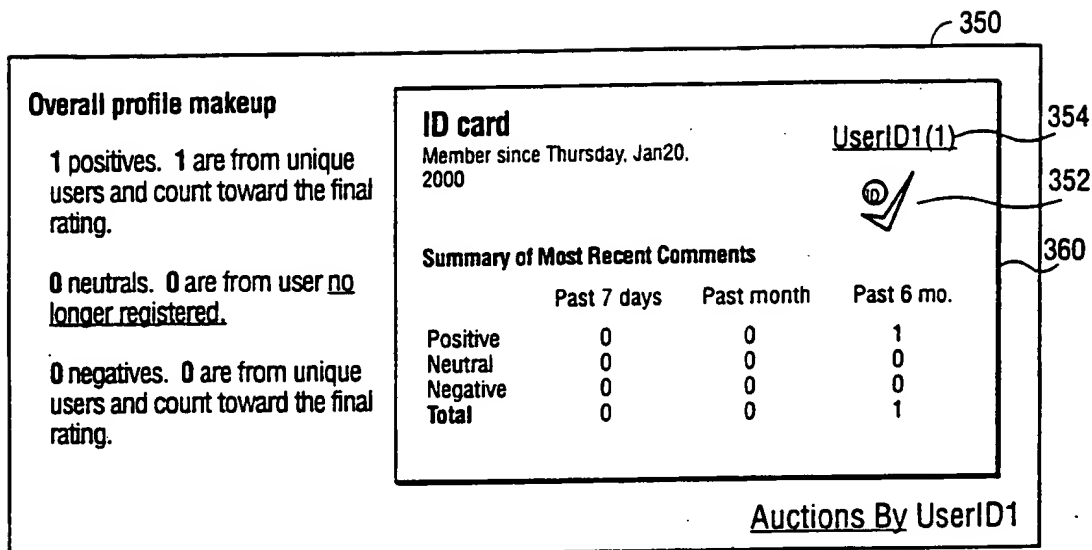 350
Overall profile makeup
1 positives. 1 are from unique
users and count toward the final
rating.
0 neutrals. 0 are from user no
longer registered.
0 negatives. 0 are from unique
users and count toward the final
rating.
ID card
Member since Thursday, Jan20,
2000
UserID1(1)
354
ID
352
360
Summary of Most Recent Comments
Past 7 days Past month Past 6 mo.
Positive 0 0 1
Neutral 0 0 0
Negative 0 0 0
Total 0 0 1
Auctions By UserID1